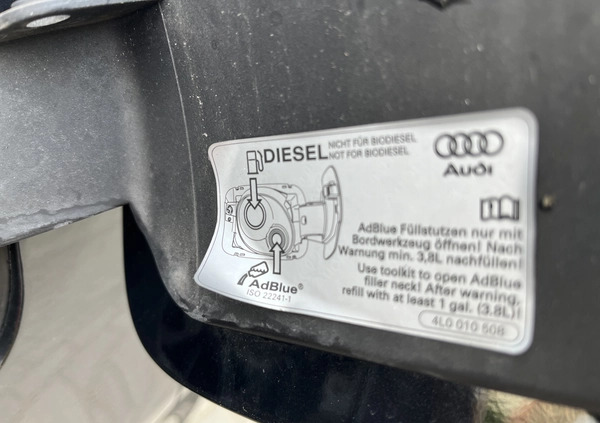 DIESEL
NICHT FÜR BIODIESEL
NOT FOR BIODIESEL
Audi
AdBlue Füllstutzen nur mit
Bordwerkzeug öffnen! Nach
Warnung min. 3,8L nachfüllen!
Use toolkit to open AdBlue
filler neck! After warning,
refill with at least 1 gal. (3.8L)!
4L0 010 508
AdBlue®
ISO 22241-1